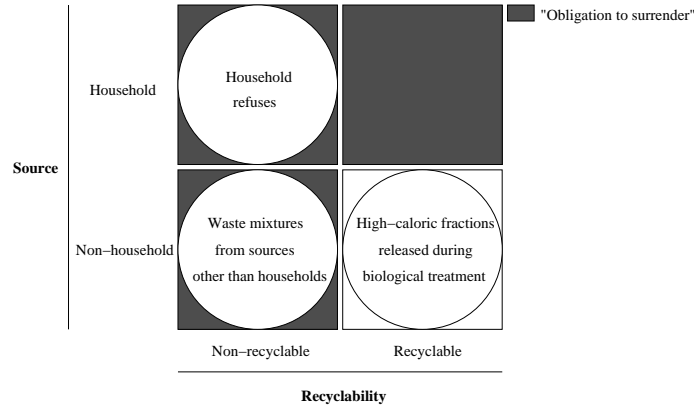 "Obligation to surrender"
Household
Household
refuses
Source
Non−household
Waste mixtures
from sources
other than households
High−caloric fractions
released during
biological treatment
Non−recyclable
Recyclable
Recyclability